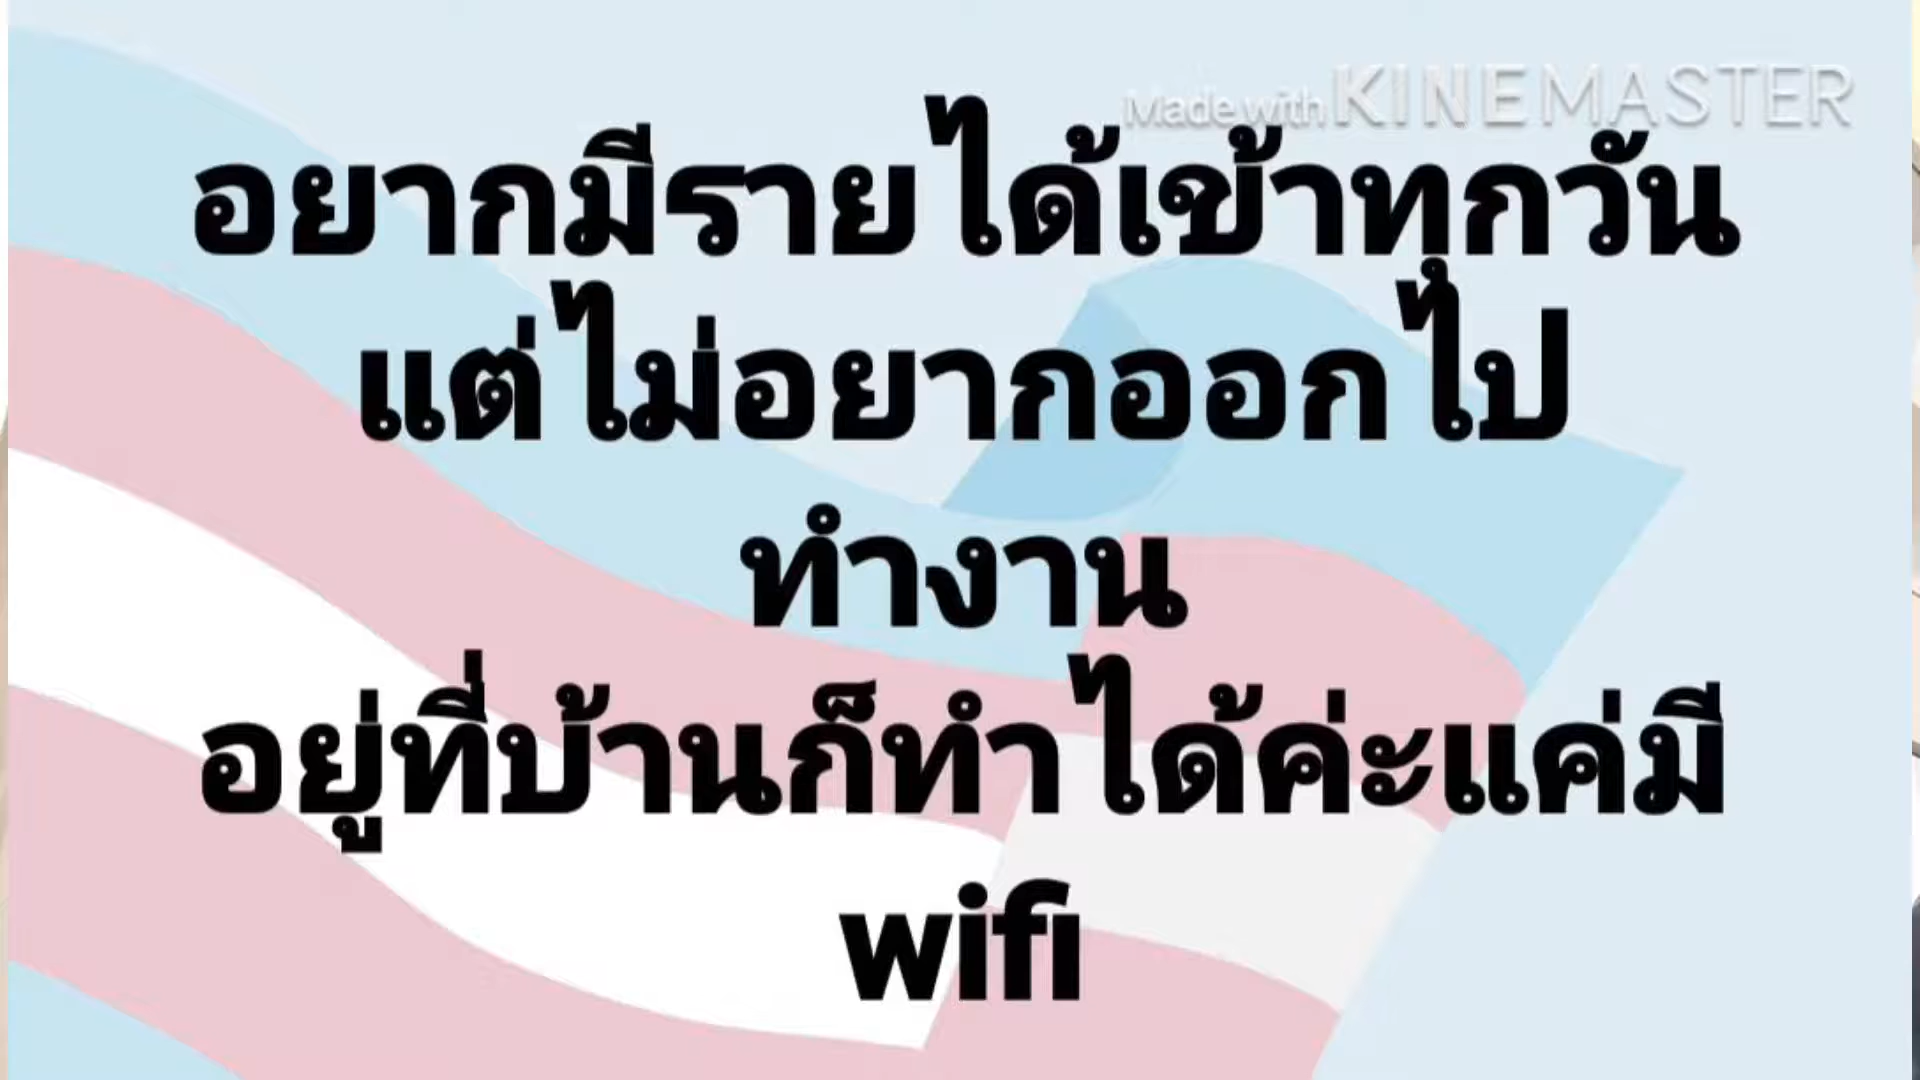 Made with KINEMASTER
อยากมีรายได้เข้าทุกวัน
แต่ไม่อยากออกไป
ทำงาน
อยู่ที่บ้านก็ทำได้ค่ะแค่มี
wifi